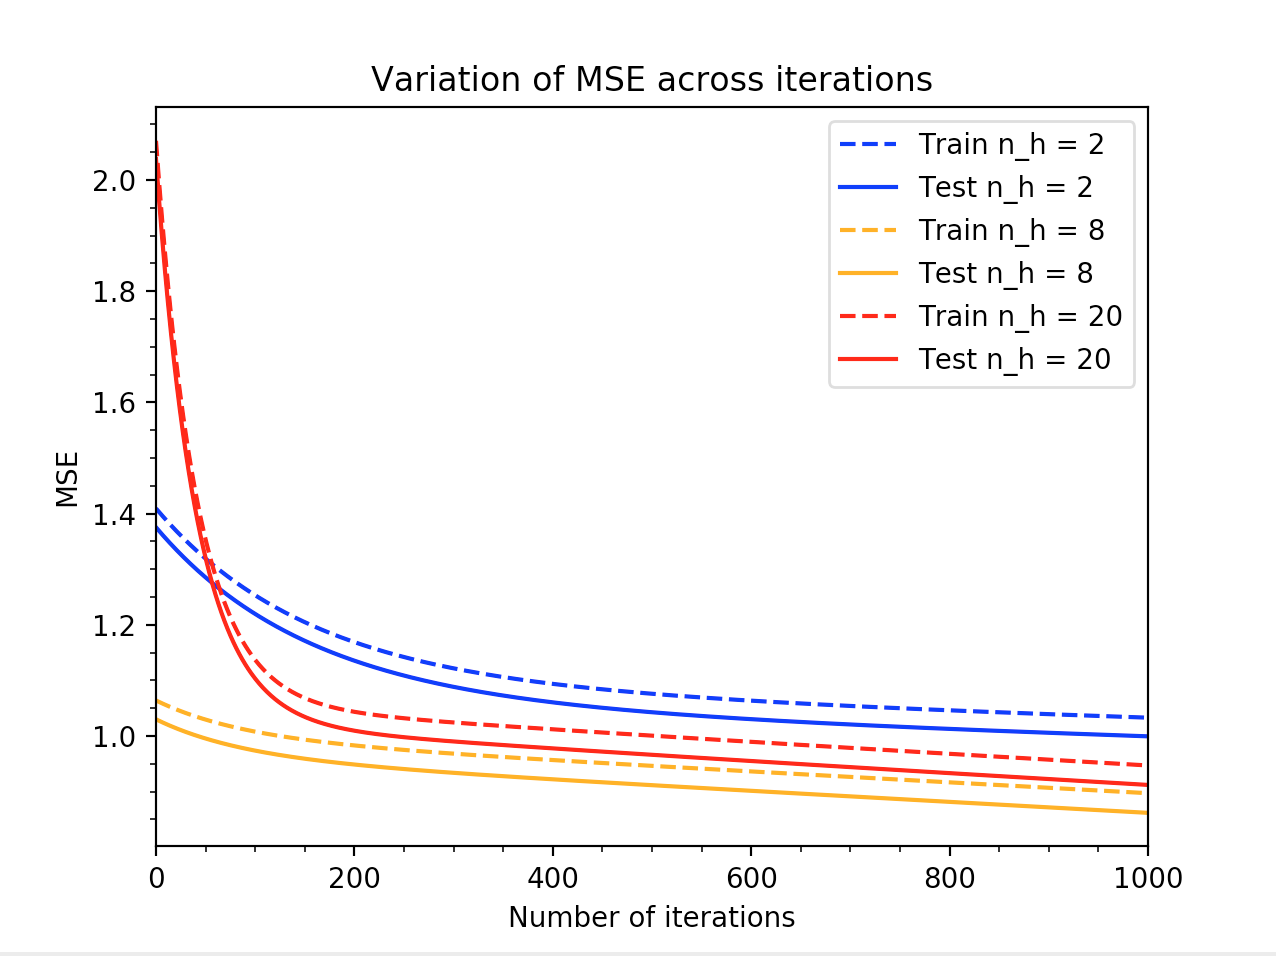 Variation of MSE across iterations
Train n_h = 2
Test n_h = 2
Train n_h = 8
Test n_h = 8
Train n_h = 20
Test n_h = 20
2.0
1.8
1.6
1.4
1.2
1.0
MSE
0 200 400 600 800 1000
Number of iterations